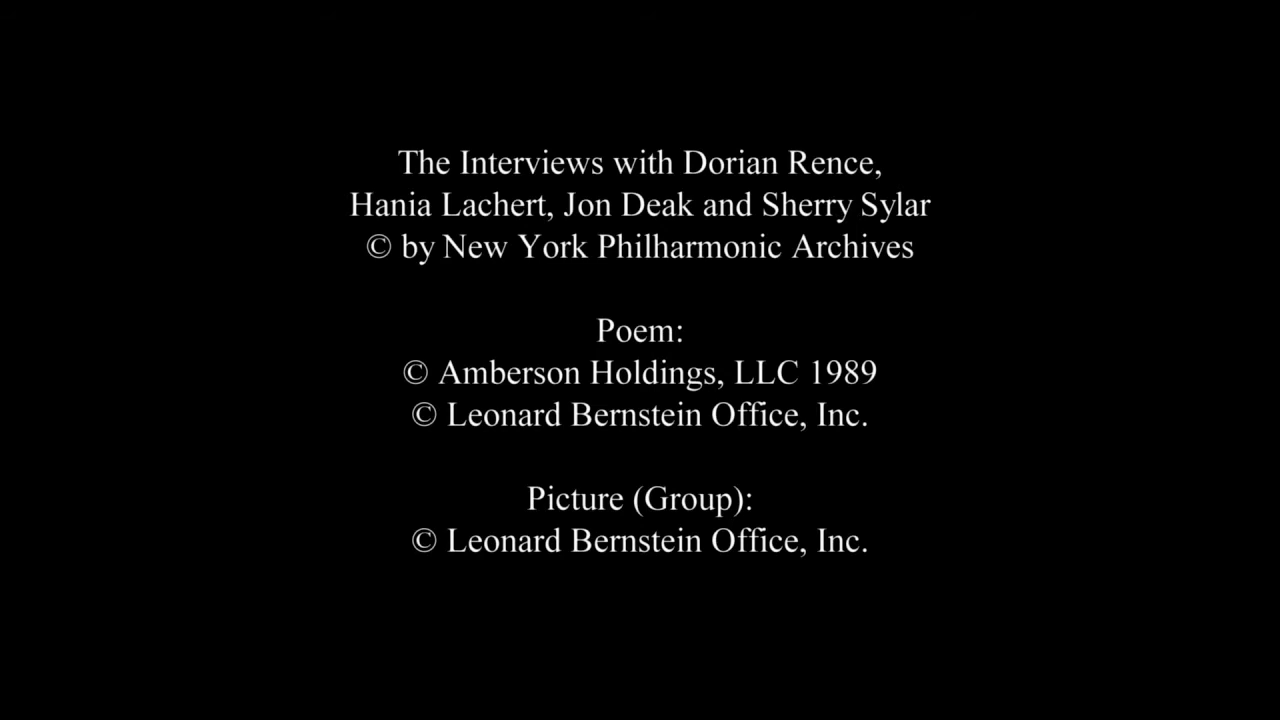 The Interviews with Dorian Rence,
Hania Lachert, Jon Deak and Sherry Sylar
© by New York Philharmonic Archives
Poem:
© Amberson Holdings, LLC 1989
© Leonard Bernstein Office, Inc.
Picture (Group):
© Leonard Bernstein Office, Inc.